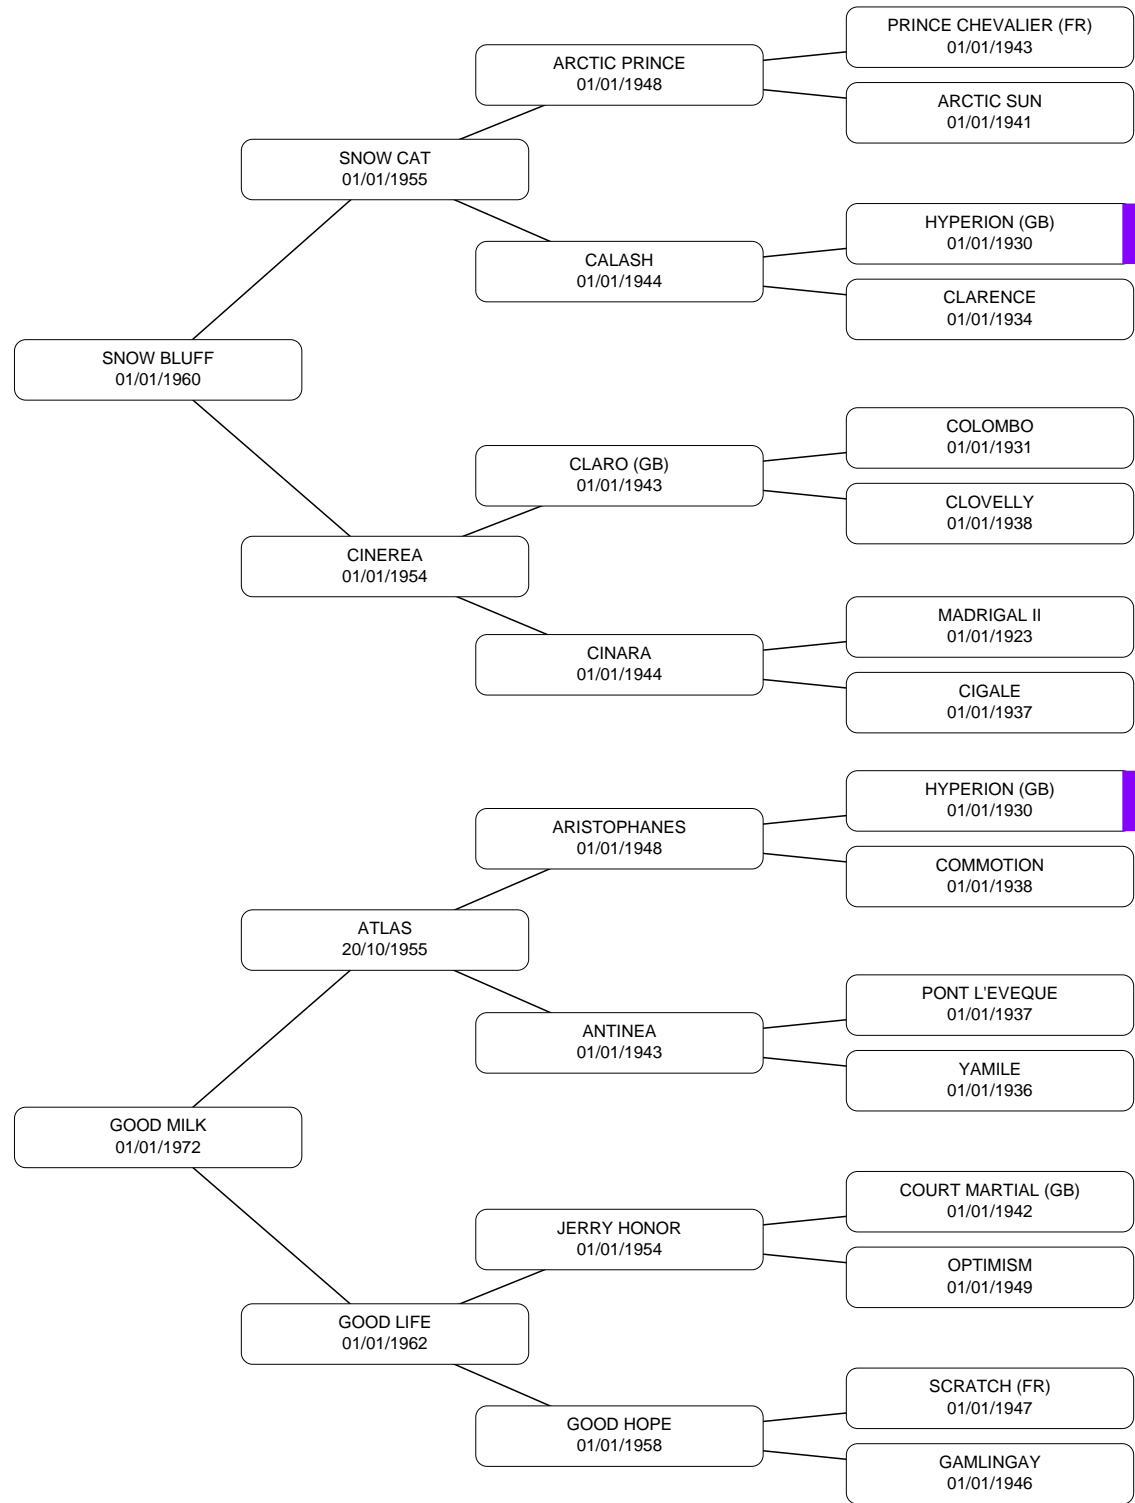 PRINCE CHEVALIER (FR)
01/01/1943
ARCTIC PRINCE
01/01/1948
ARCTIC SUN
01/01/1941
SNOW CAT
01/01/1955
HYPERION (GB)
01/01/1930
CALASH
01/01/1944
CLARENCE
01/01/1934
SNOW BLUFF
01/01/1960
COLOMBO
01/01/1931
CLARO (GB)
01/01/1943
CLOVELLY
01/01/1938
CINEREA
01/01/1954
MADRIGAL II
01/01/1923
CINARA
01/01/1944
CIGALE
01/01/1937
HYPERION (GB)
01/01/1930
ARISTOPHANES
01/01/1948
COMMOTION
01/01/1938
ATLAS
20/10/1955
PONT L'EVEQUE
01/01/1937
ANTINEA
01/01/1943
YAMILE
01/01/1936
GOOD MILK
01/01/1972
COURT MARTIAL (GB)
01/01/1942
JERRY HONOR
01/01/1954
OPTIMISM
01/01/1949
GOOD LIFE
01/01/1962
SCRATCH (FR)
01/01/1947
GOOD HOPE
01/01/1958
GAMLINGAY
01/01/1946